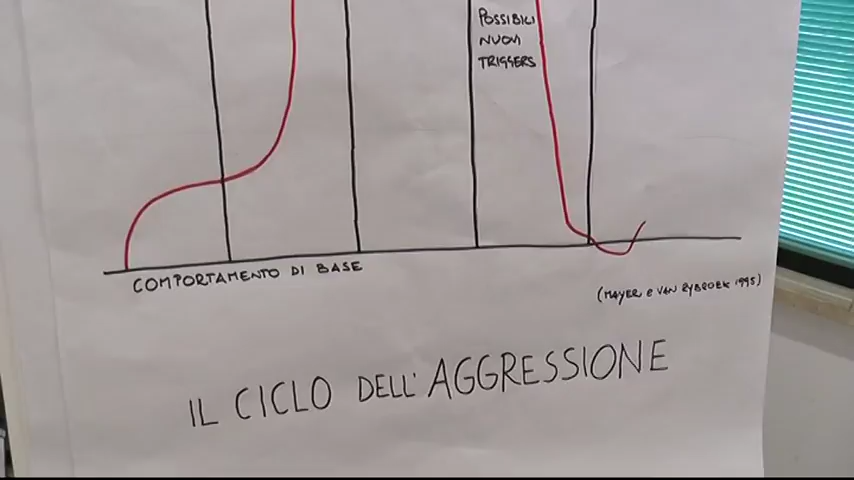 POSSIBILI
NUOVI
TRIGGERS
COMPORTAMENTO DI BASE
(MAYER E VAN RYBROEK 1995)
IL CICLO DELL'AGGRESSIONE